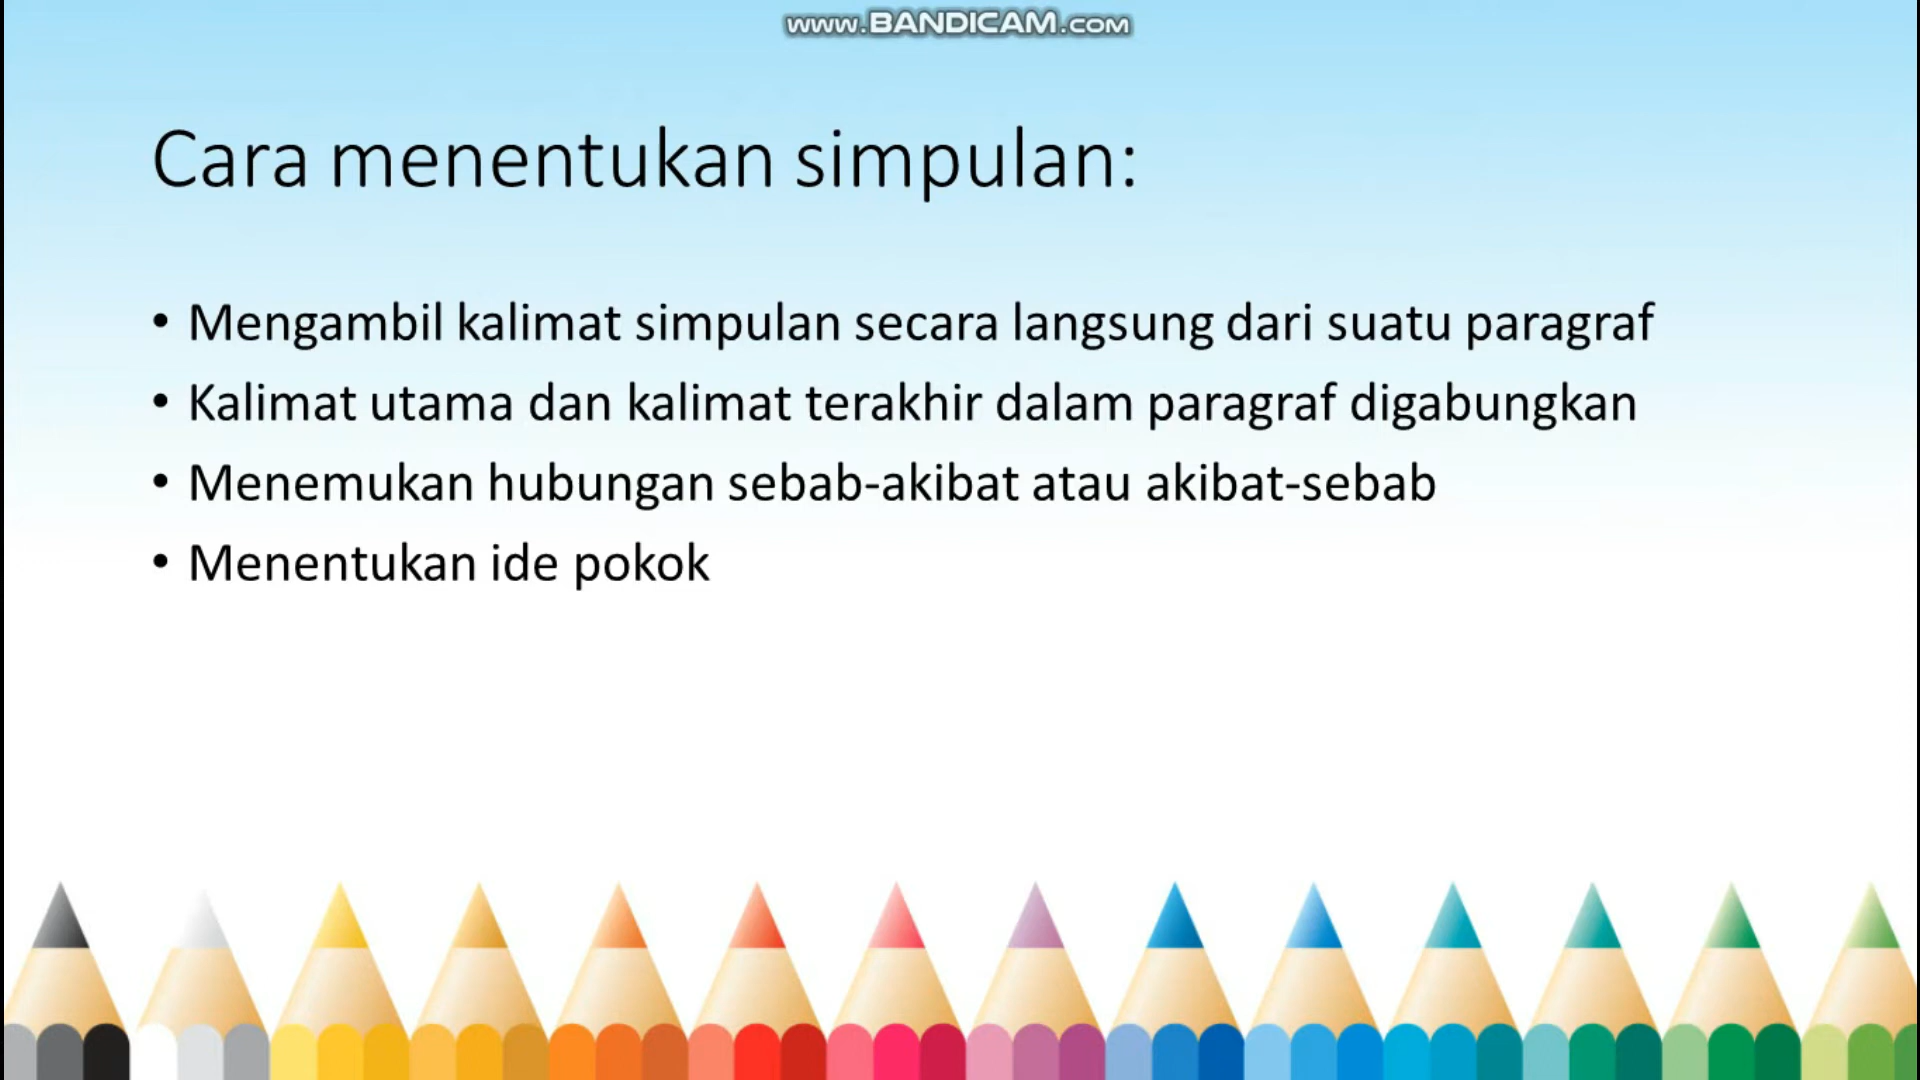 www.BANDICAM.com
Cara menentukan simpulan:
• Mengambil kalimat simpulan secara langsung dari suatu paragraf
• Kalimat utama dan kalimat terakhir dalam paragraf digabungkan
• Menemukan hubungan sebab-akibat atau akibat-sebab
• Menentukan ide pokok